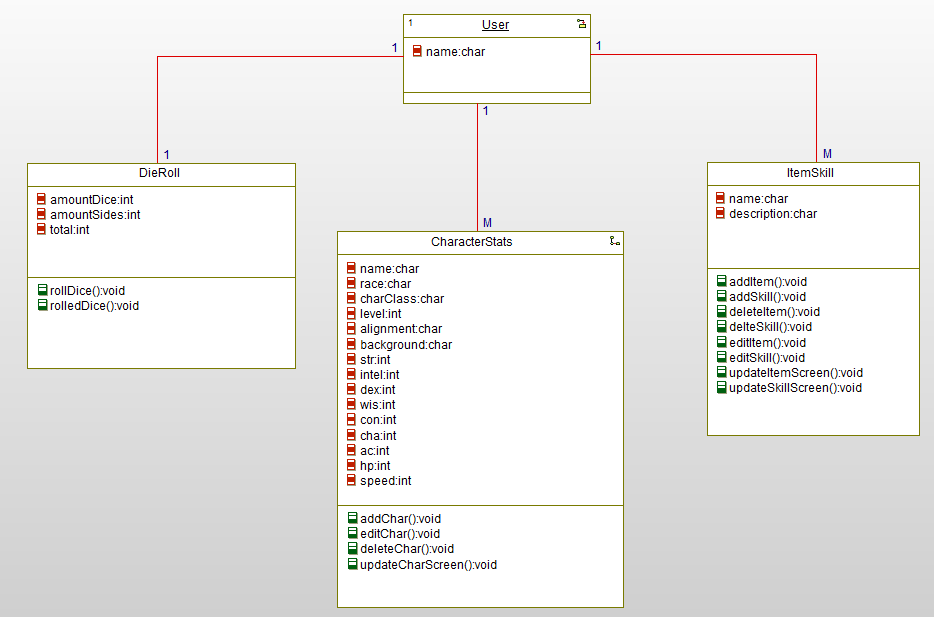 1
User
name:char
1
1
1
1
M
M
DieRoll
amountDice:int
amountSides:int
total:int
rollDice():void
rolledDice():void
CharacterStats
name:char
race:char
charClass:char
level:int
alignment:char
background:char
str:int
intel:int
dex:int
wis:int
con:int
cha:int
ac:int
hp:int
speed:int
addChar():void
editChar():void
deleteChar():void
updateCharScreen():void
ItemSkill
name:char
description:char
addItem():void
addSkill():void
deleteItem():void
delteSkill():void
editItem():void
editSkill():void
updateItemScreen():void
updateSkillScreen():void